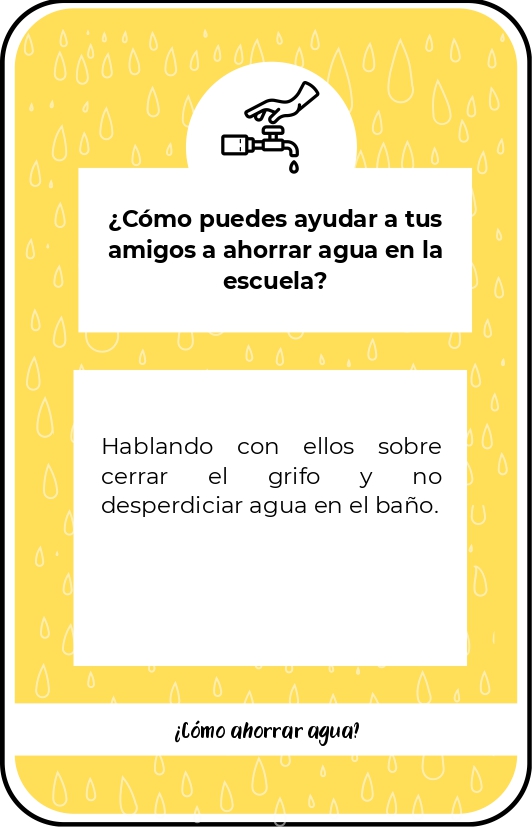 ¿Cómo puedes ayudar a tus
amigos a ahorrar agua en la
escuela?
Hablando con ellos sobre
cerrar el grifo y no
desperdiciar agua en el baño.
¿Cómo ahorrar agua?